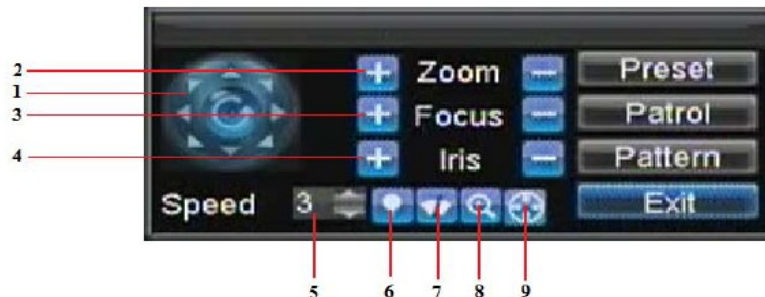 2 + Zoom − Preset
1
3 + Focus − Patrol
4 + Iris − Pattern
Speed 3 Exit
5 6 7 8 9